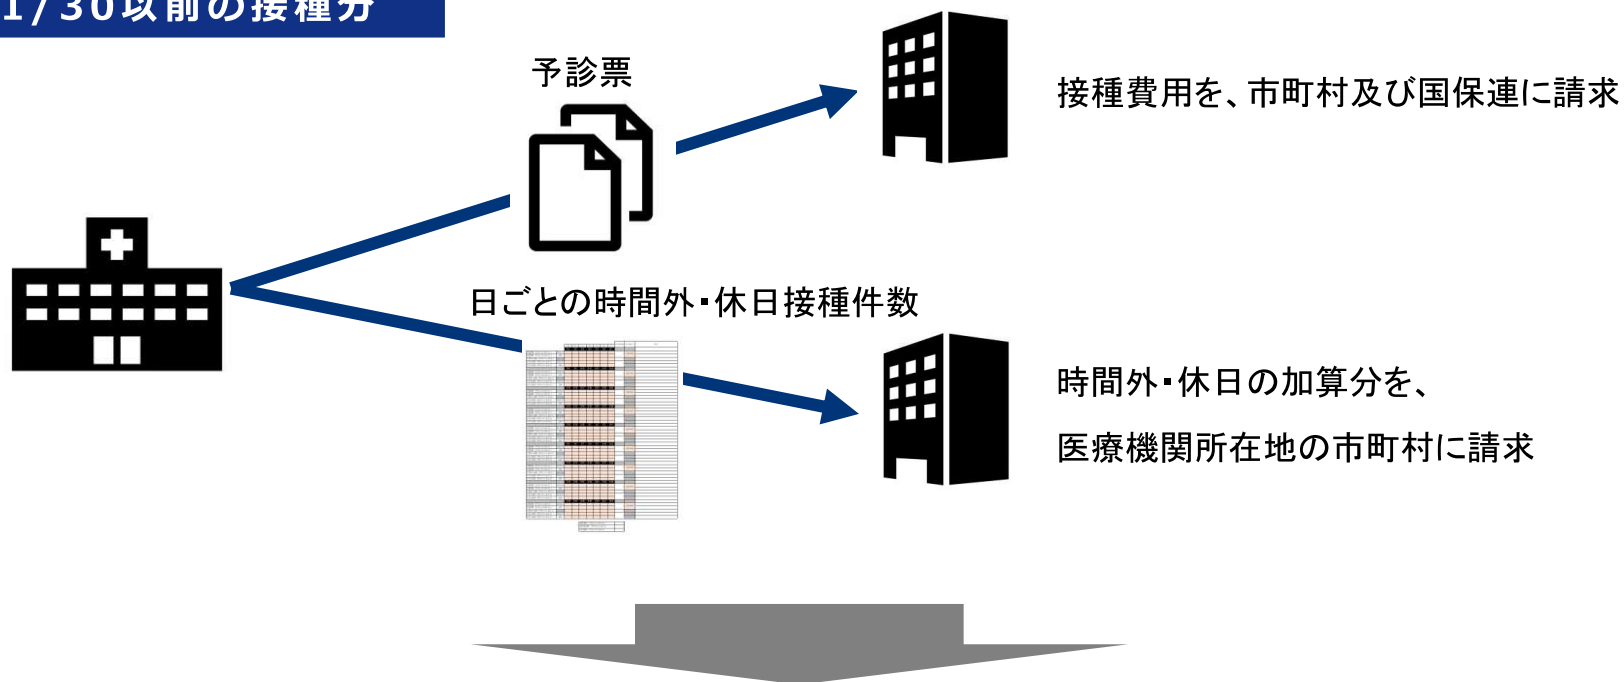 1/30以前の接種分
予診票
接種費用を、市町村及び国保連に請求
日ごとの時間外・休日接種件数
時間外・休日の加算分を、
医療機関所在地の市町村に請求